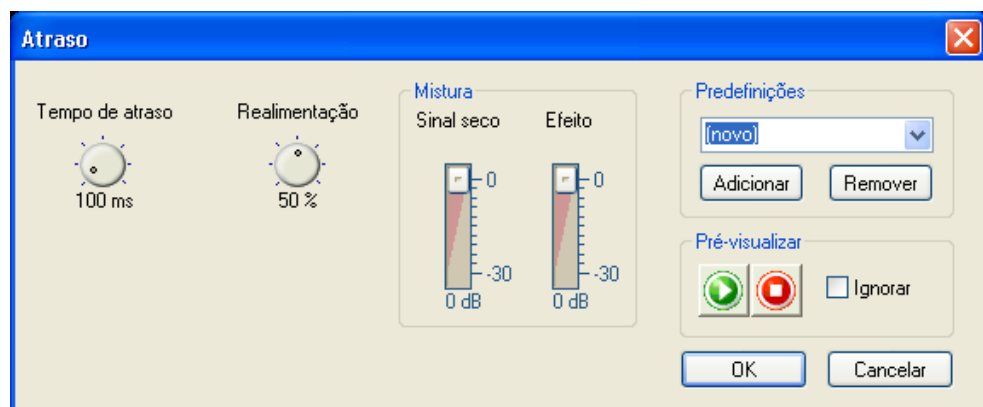 Atraso
Tempo de atraso
100 ms
Realimentação
50 %
Mistura
Sinal seco
Efeito
0
-30
0 dB
0
-30
0 dB
Predefinições
(novo)
Adicionar
Remover
Pré-visualizar
Ignorar
OK
Cancelar